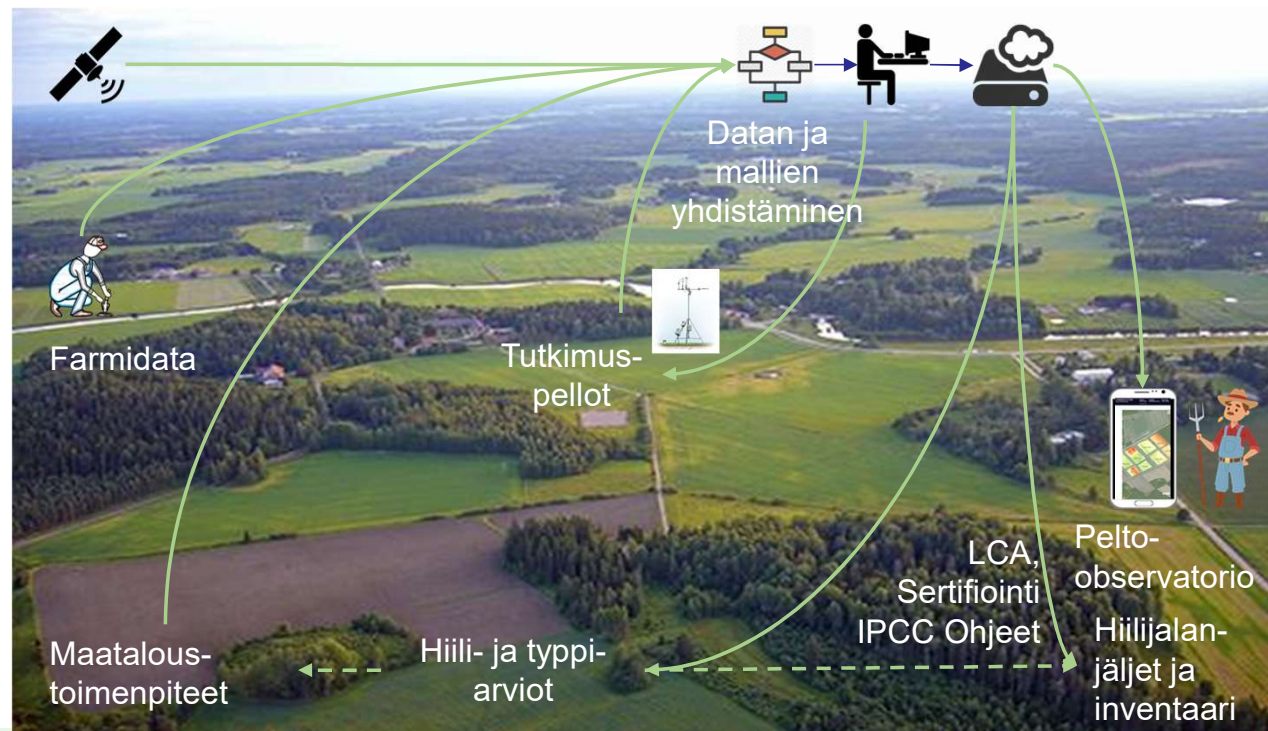 Datan ja
mallien
yhdistäminen
Farmidata
Tutkimus-
pellot
Pelto-
observatorio
LCA,
Sertifiointi
IPCC Ohjeet
Maatalous-
toimenpiteet
Hiili- ja typpi-
arviot
Hiilijalan-
jäljet ja
inventaari